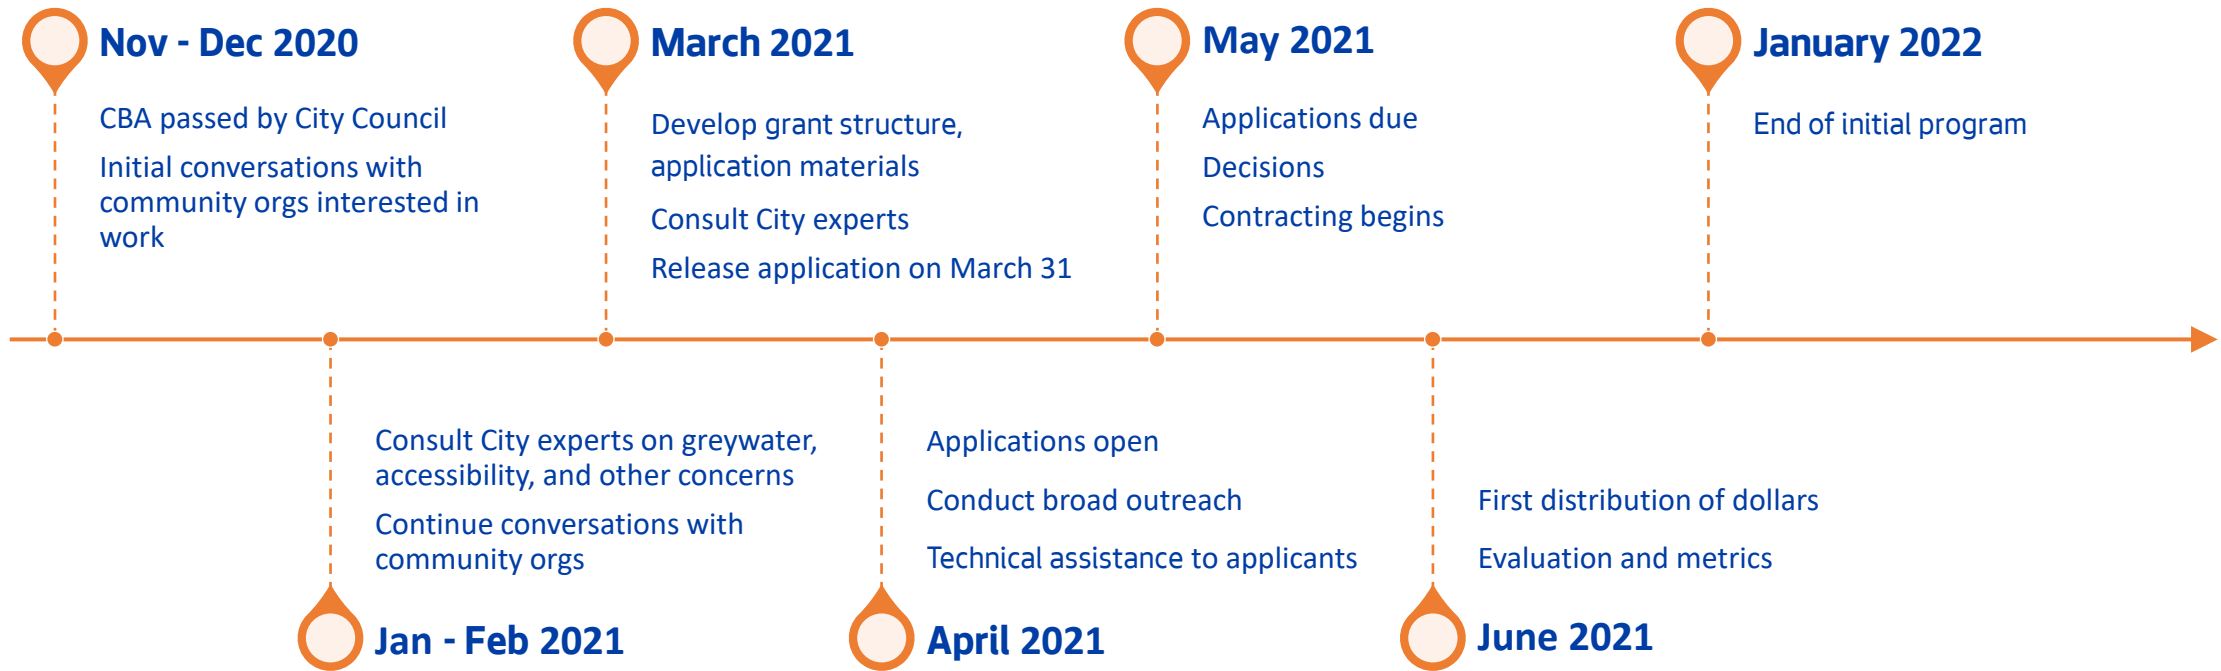 Nov - Dec 2020
CBA passed by City Council
Initial conversations with
community orgs interested in
work
Jan - Feb 2021
Consult City experts on greywater,
accessibility, and other concerns
Continue conversations with
community orgs
March 2021
Develop grant structure,
application materials
Consult City experts
Release application on March 31
April 2021
Applications open
Conduct broad outreach
Technical assistance to applicants
May 2021
Applications due
Decisions
Contracting begins
June 2021
First distribution of dollars
Evaluation and metrics
January 2022
End of initial program